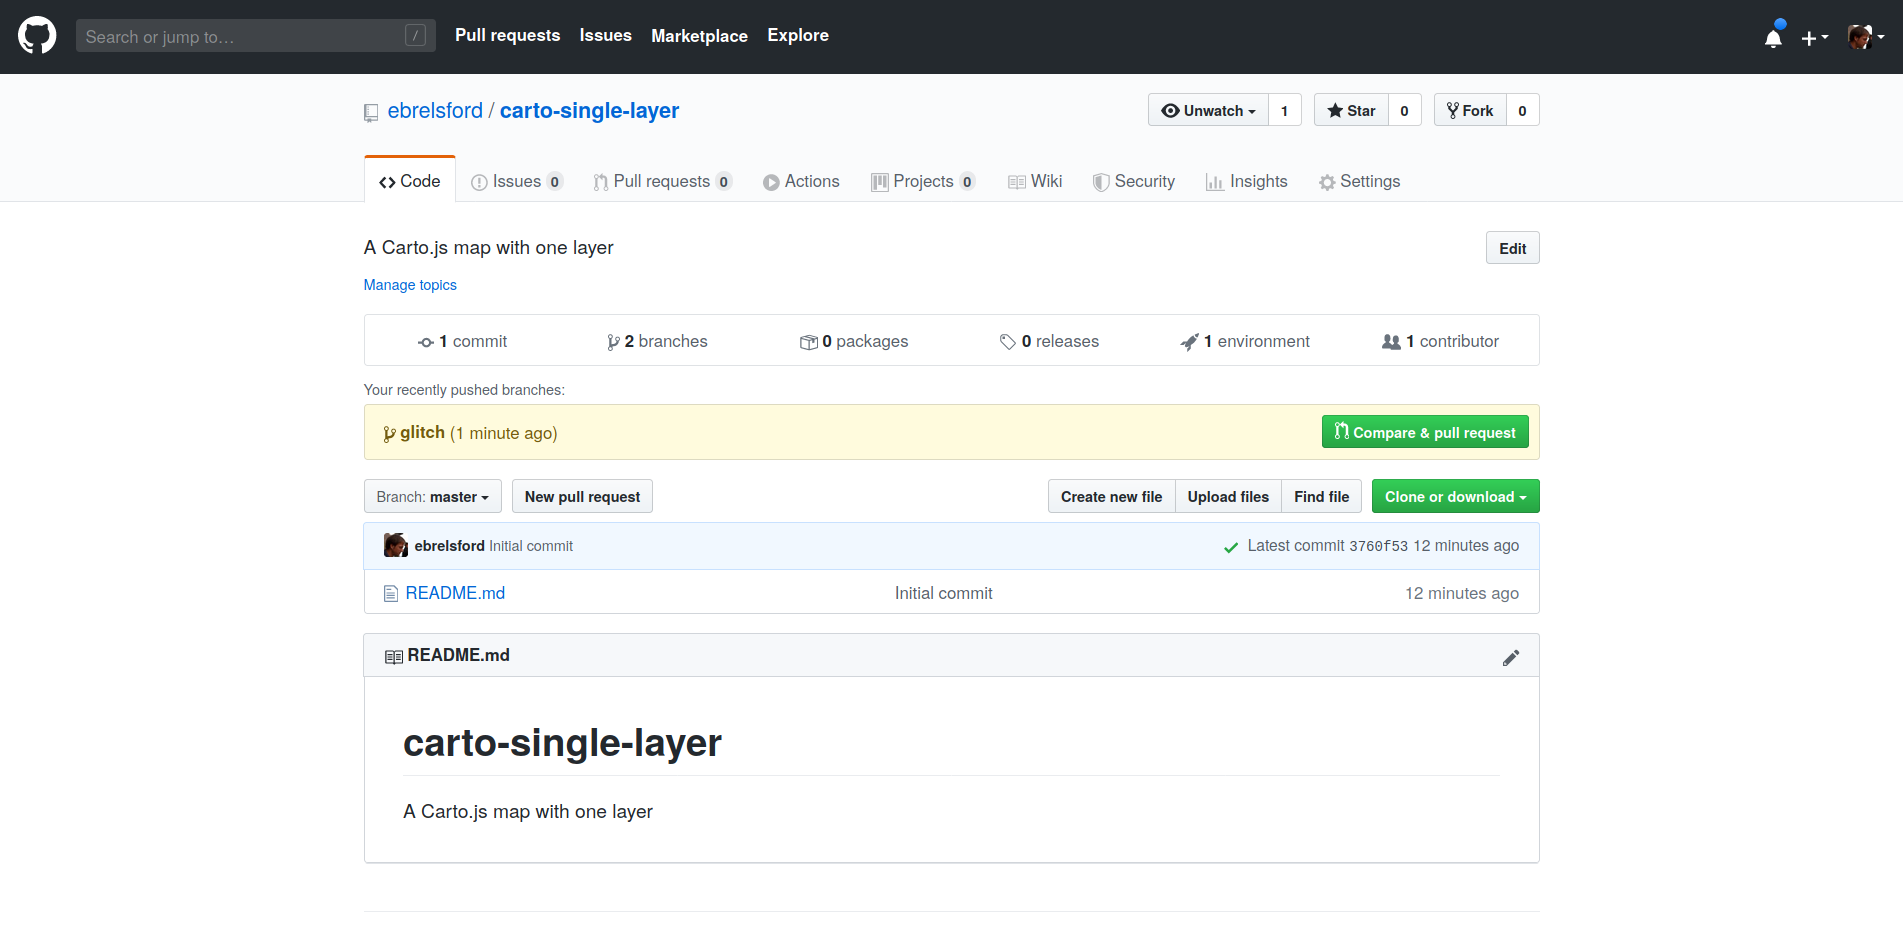 Search or jump to… /
Pull requests Issues Marketplace Explore
ebrelsford / carto-single-layer
Unwatch 1 Star 0 Fork 0
Code Issues 0 Pull requests 0 Actions Projects 0 Wiki Security Insights Settings
A Carto.js map with one layer
Edit
Manage topics
1 commit 2 branches 0 packages 0 releases 1 environment 1 contributor
Your recently pushed branches:
glitch (1 minute ago)
Compare & pull request
Branch: master New pull request Create new file Upload files Find file Clone or download
ebrelsford Initial commit Latest commit 3760f53 12 minutes ago
README.md Initial commit 12 minutes ago
README.md
carto-single-layer
A Carto.js map with one layer